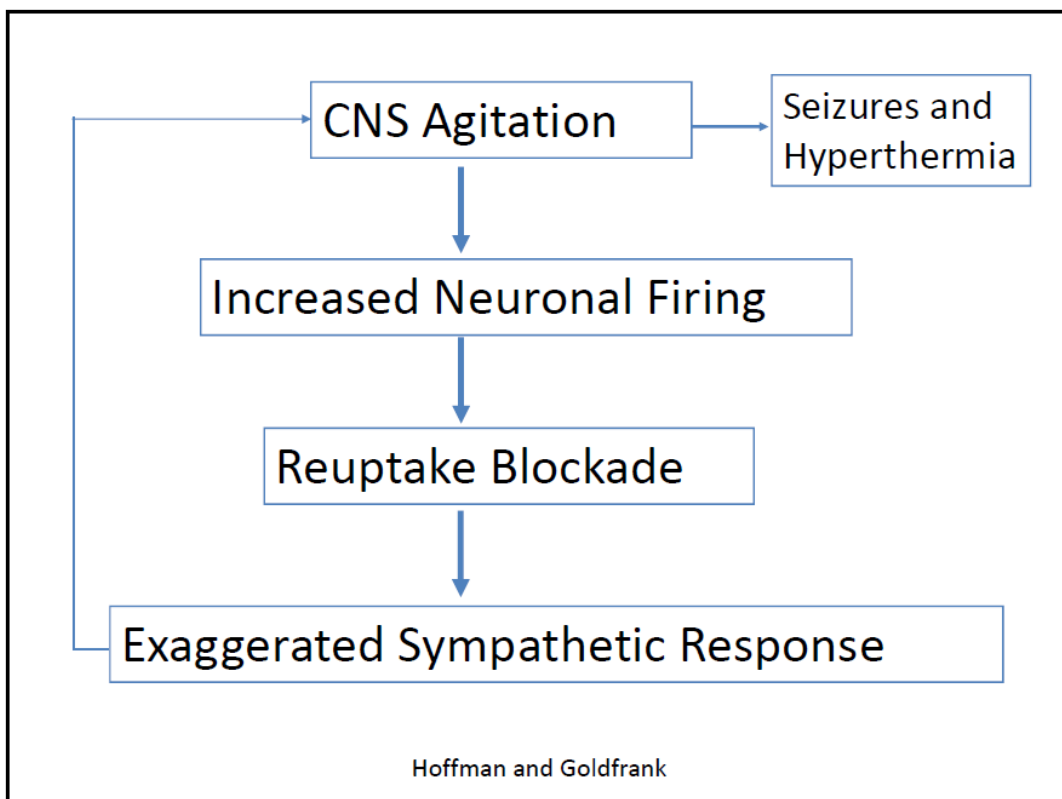 CNS Agitation
Seizures and
Hyperthermia
Increased Neuronal Firing
Reuptake Blockade
Exaggerated Sympathetic Response
Hoffman and Goldfrank